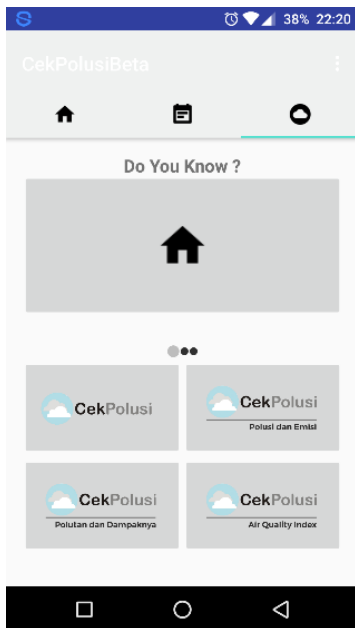 38% 22:20
CekPolusiBeta
Do You Know ?
CekPolusi
CekPolusi
Polusi dan Emisi
CekPolusi
Polutan dan Dampaknya
CekPolusi
Air Quality Index